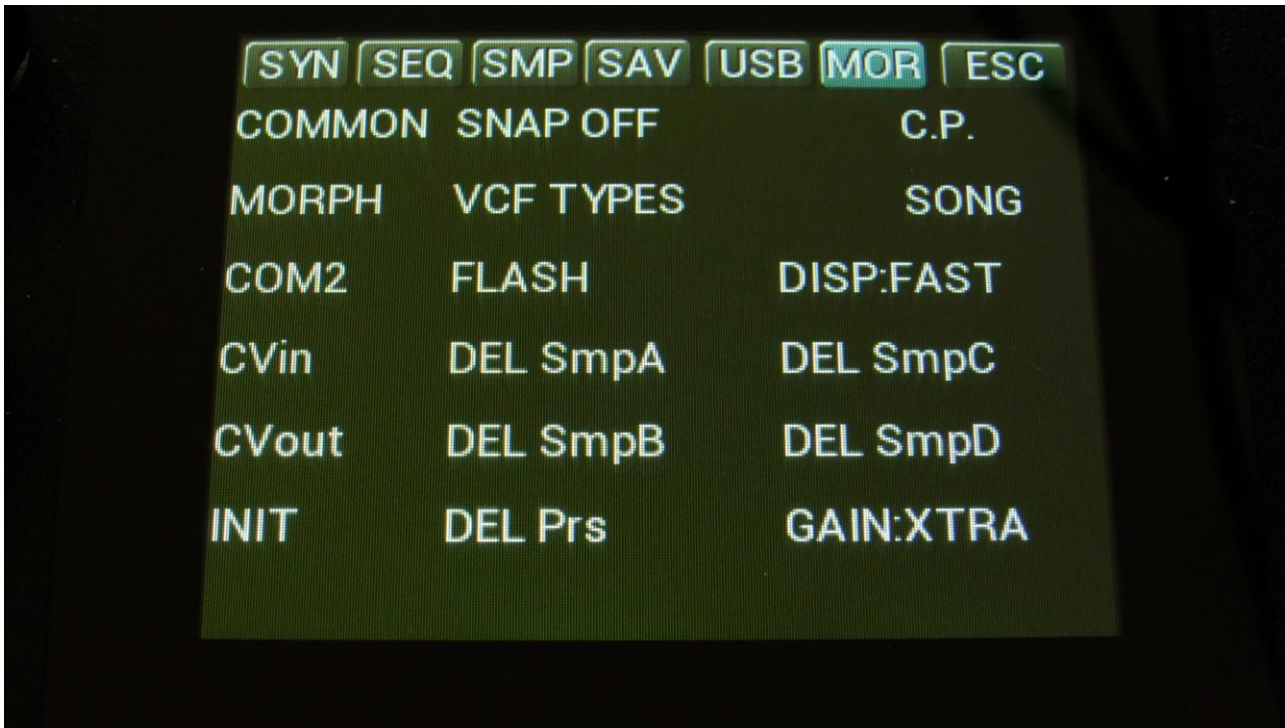 SYN SEQ SMP SAV USB MOR ESC
COMMON SNAP OFF C.P.
MORPH VCF TYPES SONG
COM2 FLASH DISP:FAST
CVin DEL SmpA DEL SmpC
CVout DEL SmpB DEL SmpD
INIT DEL Prs GAIN:XTRA